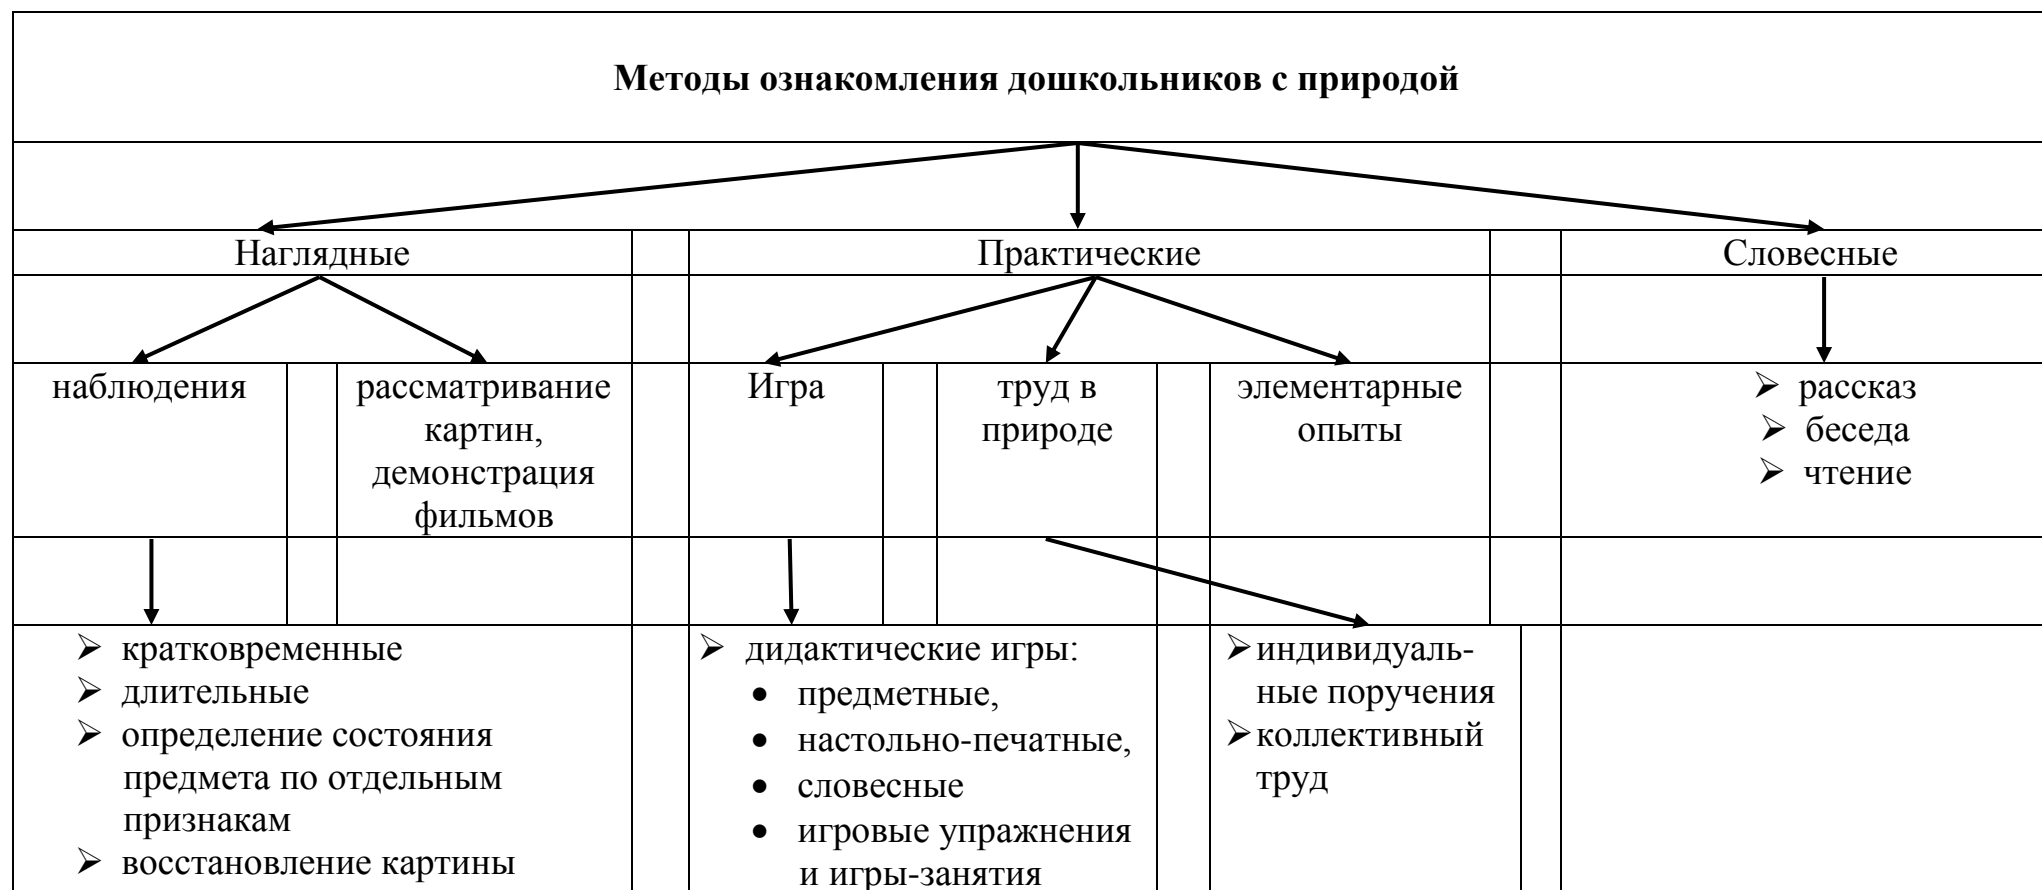 Методы ознакомления дошкольников с природой
Наглядные
Практические
Словесные
наблюдения
рассматривание
картин,
демонстрация
фильмов
Игра
труд в
природе
элементарные
опыты
➢ рассказ
➢ беседа
➢ чтение
➢ кратковременные
➢ длительные
➢ определение состояния
предмета по отдельным
признакам
➢ восстановление картины
➢ дидактические игры:
• предметные,
• настольно-печатные,
• словесные
• игровые упражнения
и игры-занятия
➢ индивидуаль-
ные поручения
➢ коллективный
труд